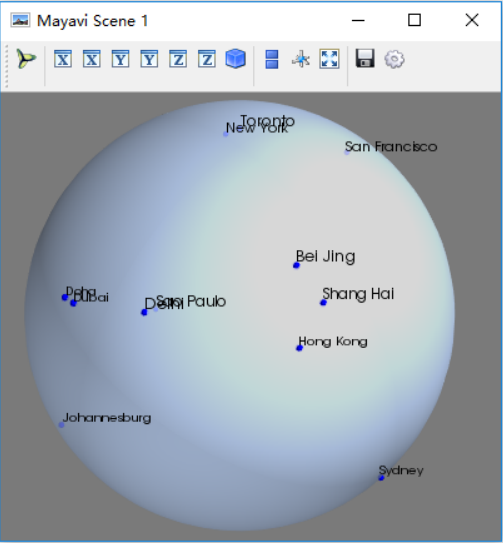 Mayavi Scene 1
X X Y Y Z Z
Toronto
New York
San Francisco
Bei Jing
Doha
Dubai
Delhi
Sao Paulo
Shang Hai
Hong Kong
Johannesburg
Sydney